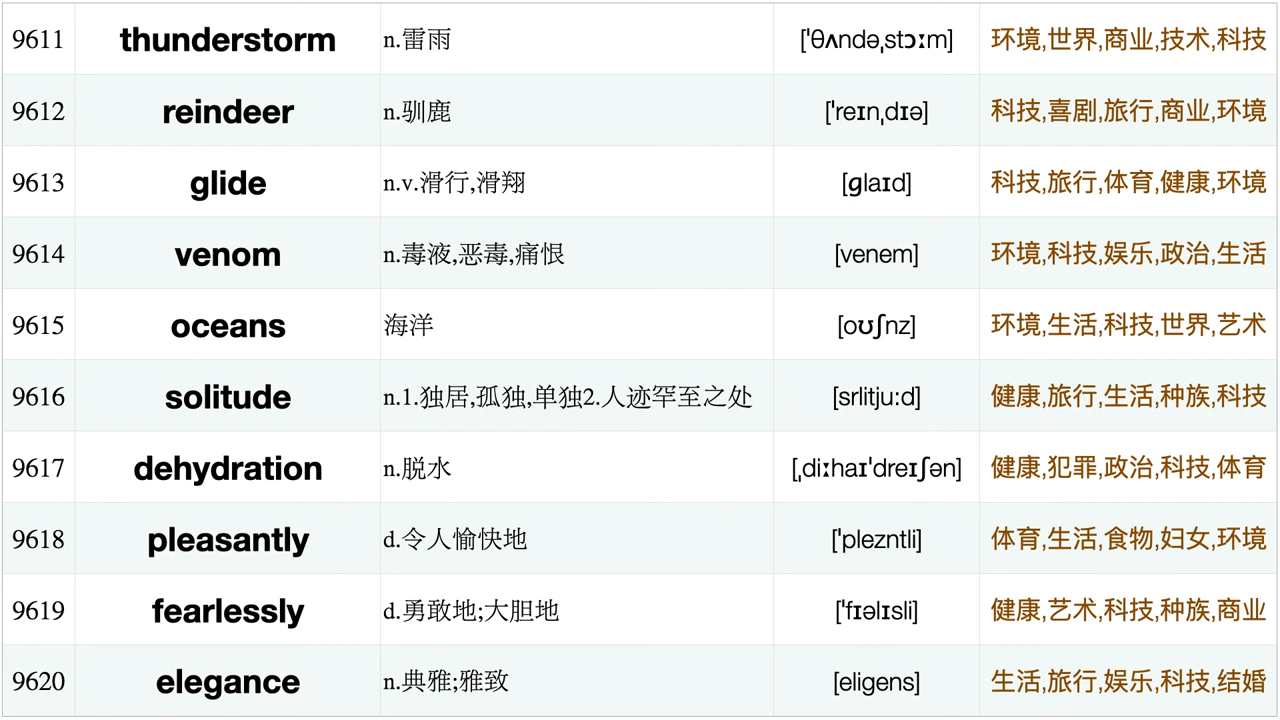 9611 thunderstorm n.雷雨 ['θʌndəˌstɔːm] 环境,世界,商业,技术,科技
9612 reindeer n.驯鹿 ['reɪnˌdɪə] 科技,喜剧,旅行,商业,环境
9613 glide n.v.滑行,滑翔 [ɡlaɪd] 科技,旅行,体育,健康,环境
9614 venom n.毒液,恶毒,痛恨 [venem] 环境,科技,娱乐,政治,生活
9615 oceans 海洋 [oʊʃnz] 环境,生活,科技,世界,艺术
9616 solitude n.1.独居,孤独,单独2.人迹罕至之处 [srlitju:d] 健康,旅行,生活,种族,科技
9617 dehydration n.脱水 [ˌdiːhaɪ'dreɪʃən] 健康,犯罪,政治,科技,体育
9618 pleasantly d.令人愉快地 ['plezntli] 体育,生活,食物,妇女,环境
9619 fearlessly d.勇敢地;大胆地 ['fɪəlɪsli] 健康,艺术,科技,种族,商业
9620 elegance n.典雅;雅致 [eligens] 生活,旅行,娱乐,科技,结婚